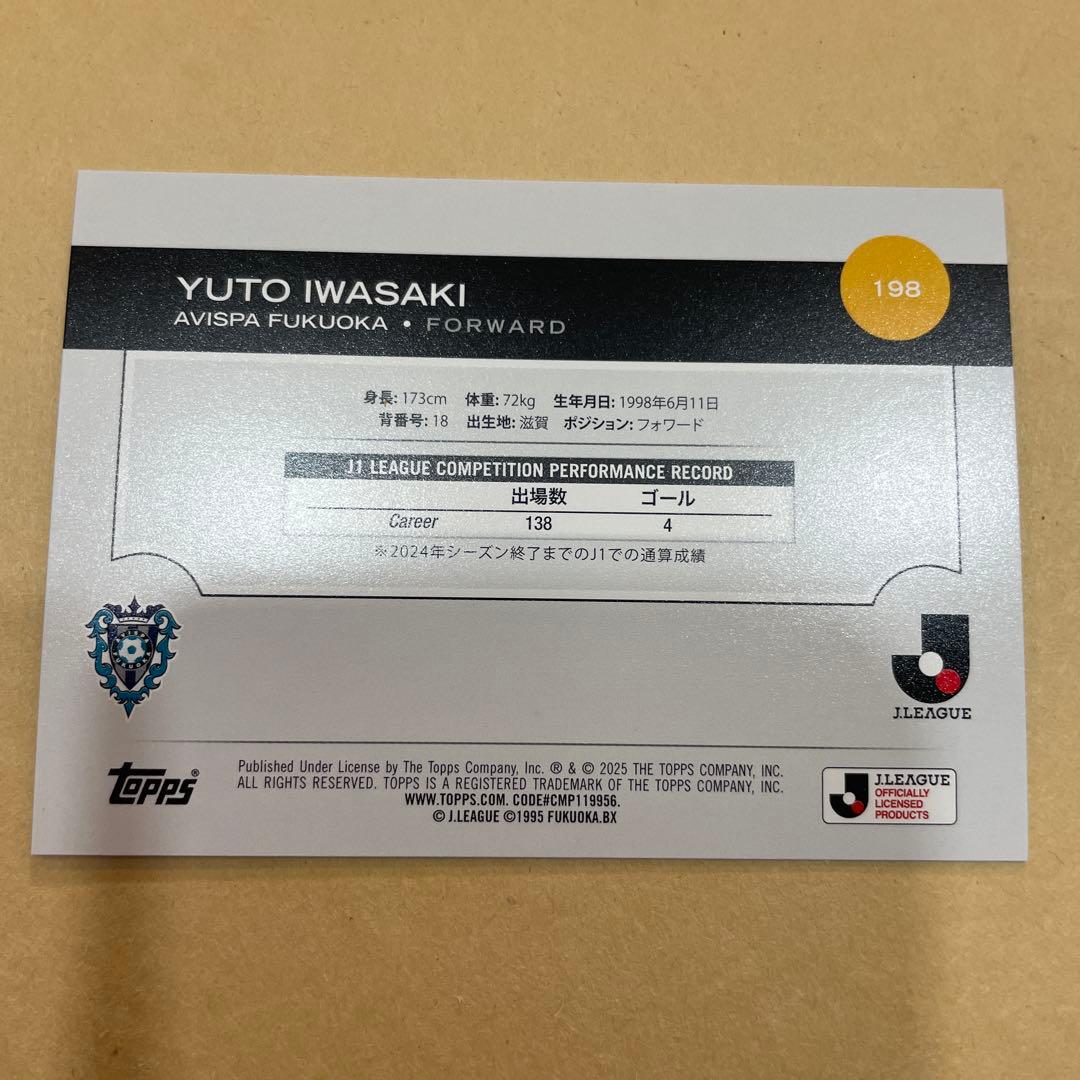 YUTO IWASAKI
198
AVISPA FUKUOKA • FORWARD
身長: 173cm 体重: 72kg 生年月日: 1998年6月11日
背番号: 18 出生地: 滋賀 ポジション: フォワード
J1 LEAGUE COMPETITION PERFORMANCE RECORD
出場数 ゴール
Career 138 4
※2024年シーズン終了までのJ1での通算成績
AVISPA
FUKUOKA
J.LEAGUE
Topps®
Published Under License by The Topps Company, Inc. ® & © 2025 THE TOPPS COMPANY, INC.
ALL RIGHTS RESERVED. TOPPS IS A REGISTERED TRADEMARK OF THE TOPPS COMPANY, INC.
WWW.TOPPS.COM. CODE#CMP119956.
© J.LEAGUE ©1995 FUKUOKA.BX
J.LEAGUE
OFFICIALLY
LICENSED
PRODUCTS